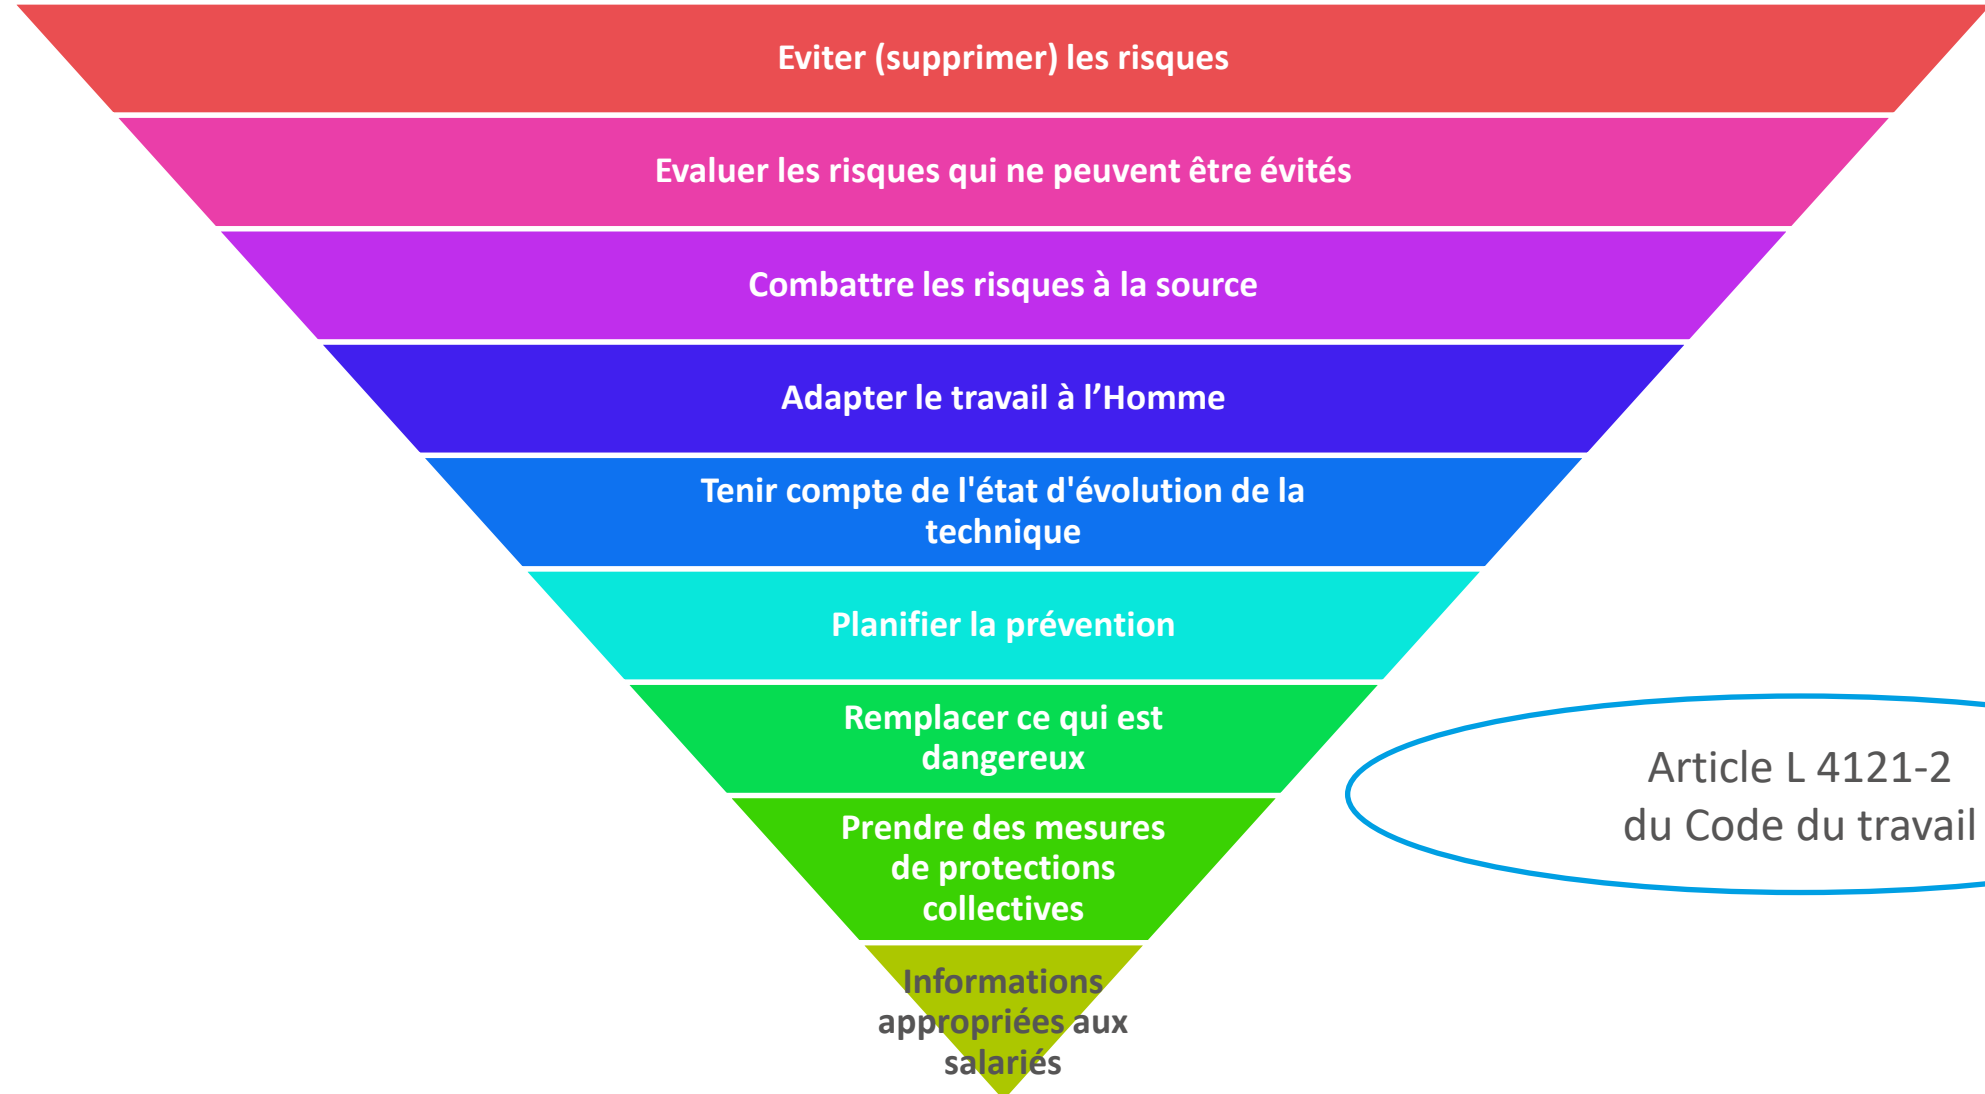 Eviter (supprimer) les risques
Evaluer les risques qui ne peuvent être évités
Combattre les risques à la source
Adapter le travail à l’Homme
Tenir compte de l'état d'évolution de la
technique
Planifier la prévention
Remplacer ce qui est
dangereux
Prendre des mesures
de protections
collectives
Informations
appropriées aux
salariés
Article L 4121-2
du Code du travail